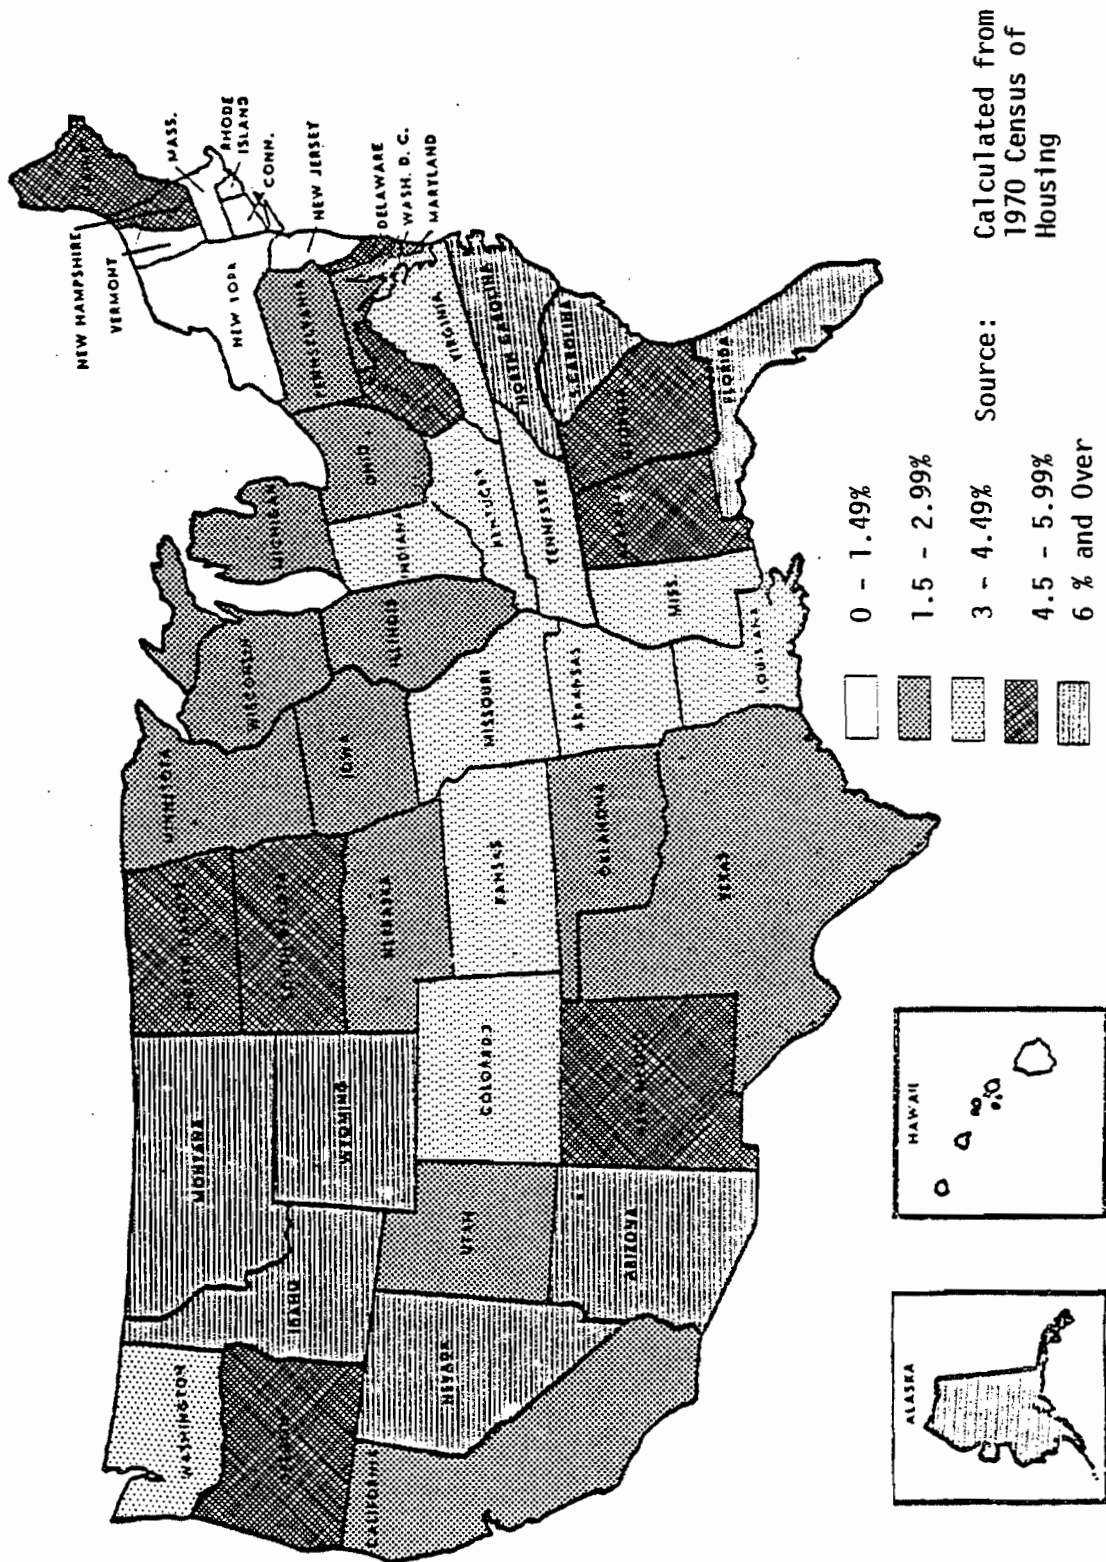 WASHINGTON
MONTANA
IDAHO
WYOMING
NEVADA
UTAH
CALIFORNIA
ARIZONA
COLORADO
NEBRASKA
KANSAS
OKLAHOMA
TEXAS
MINNESOTA
IOWA
MISSOURI
ARKANSAS
LOUISIANA
WISCONSIN
ILLINOIS
MICHIGAN
INDIANA
OHIO
KENTUCKY
TENNESSEE
MISS.
GEORGIA
FLORIDA
S. CAROLINA
NORTH CAROLINA
VIRGINIA
PENNSYLVANIA
NEW YORK
NEW HAMPSHIRE
VERMONT
MASS.
RHODE
ISLAND
CONN.
NEW JERSEY
DELAWARE
WASH. D. C.
MARYLAND
ALASKA
HAWAII
0 - 1.49%
1.5 - 2.99%
3 - 4.49%
4.5 - 5.99%
6 % and Over
Source: Calculated from
1970 Census of
Housing